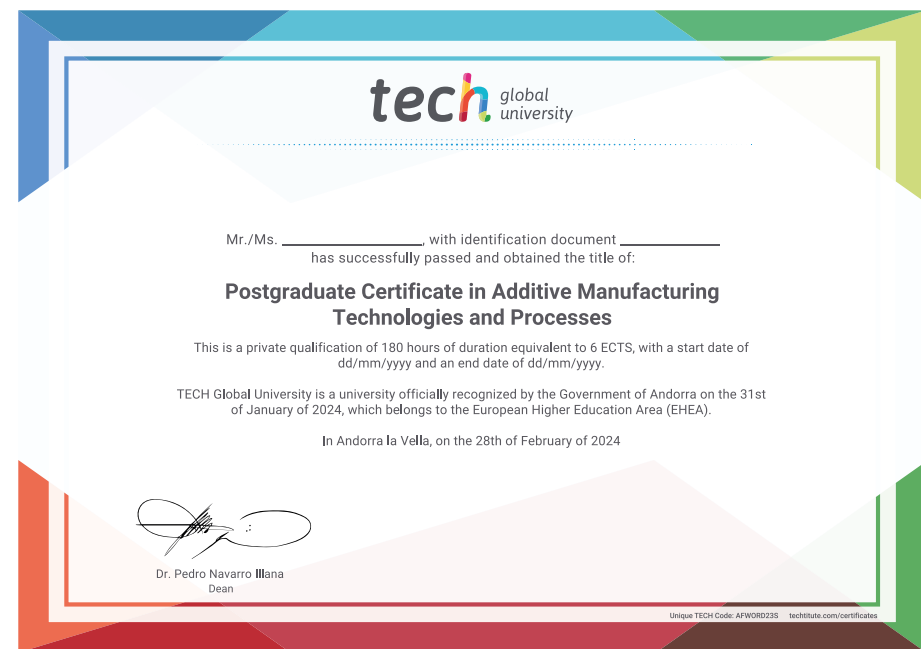 tech global university
Mr./Ms. ____________, with identification document ____________
has successfully passed and obtained the title of:
Postgraduate Certificate in Additive Manufacturing
Technologies and Processes
This is a private qualification of 180 hours of duration equivalent to 6 ECTS, with a start date of
dd/mm/yyyy and an end date of dd/mm/yyyy.
TECH Global University is a university officially recognized by the Government of Andorra on the 31st
of January of 2024, which belongs to the European Higher Education Area (EHEA).
In Andorra la Vella, on the 28th of February of 2024
Dr. Pedro Navarro Illana
Dean
Unique TECH Code: AFWORD23S techtitute.com/certificates